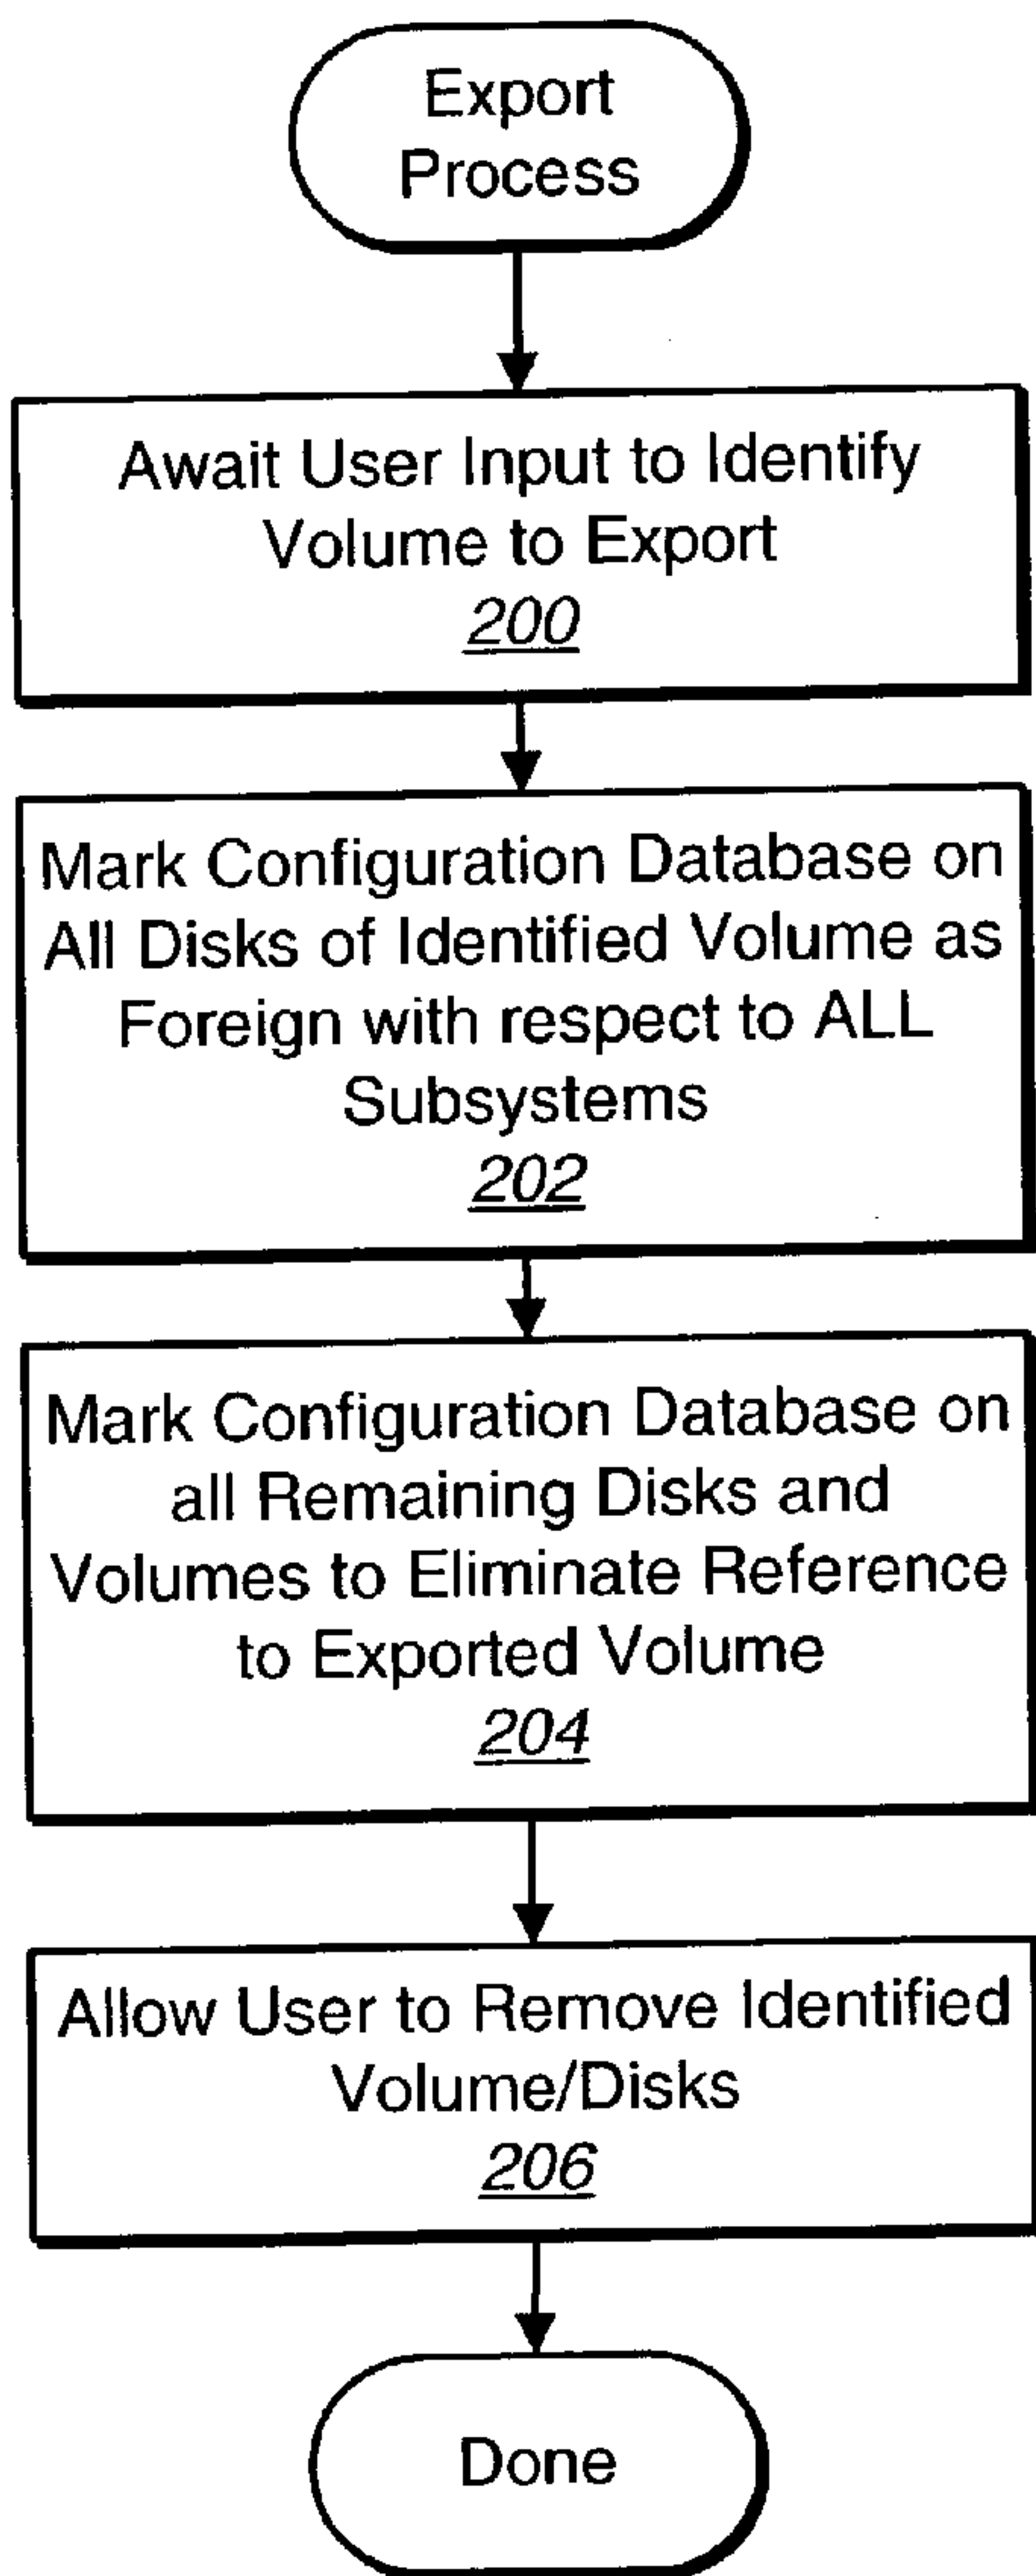 Export
Process
Await User Input to Identify
Volume to Export
200
Mark Configuration Database on
All Disks of Identified Volume as
Foreign with respect to ALL
Subsystems
202
Mark Configuration Database on
all Remaining Disks and
Volumes to Eliminate Reference
to Exported Volume
204
Allow User to Remove Identified
Volume/Disks
206
Done